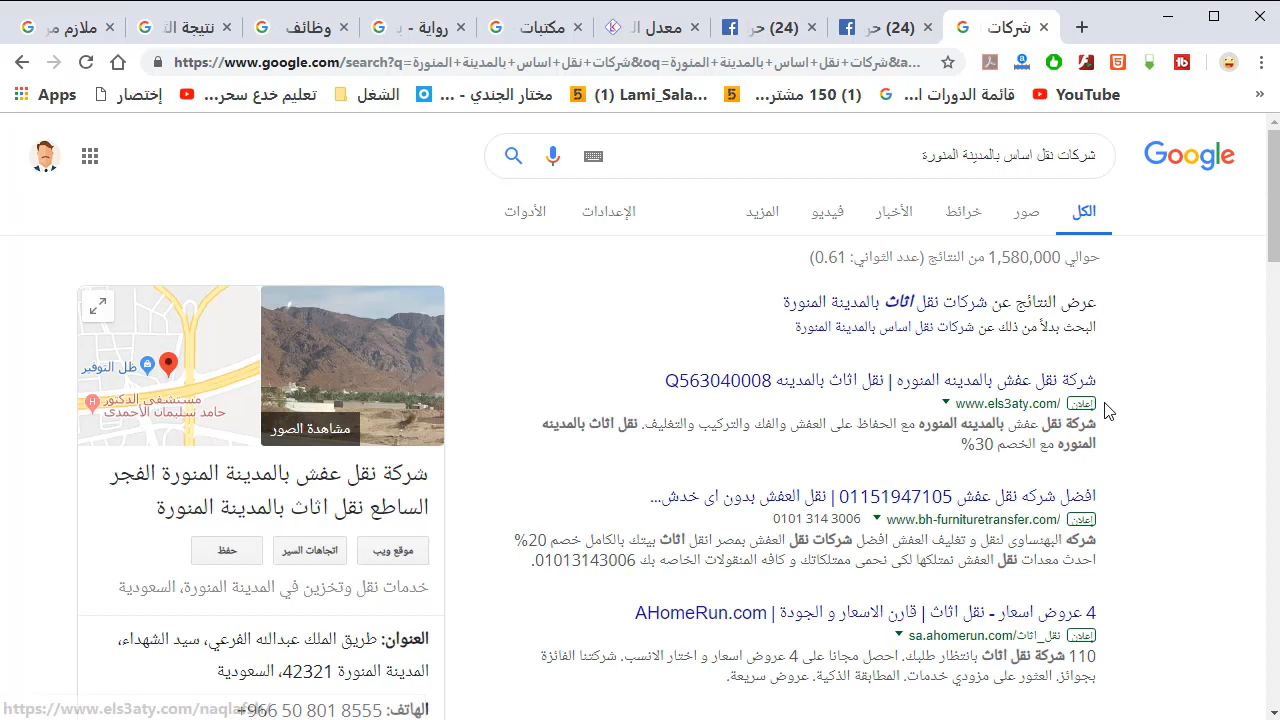 ملازم مر
نتيجة الت
وظائف
رواية - ب
مكتبات
معدل ال
(24) حر
(24) حر
شركات
https://www.google.com/search?q=شركات+نقل+اساس+بالمدينة+المنورة&oq=شركات+نقل+اساس+بالمدينة+المنورة&a...
Apps
إختصار
تعليم خدع سحر...
الشغل
مختار الجندي - ...
(1) Lami_Sala...
(1) 150 مشتر...
قائمة الدورات ا...
YouTube
»
Google
شركات نقل اساس بالمدينة المنورة
الكل
صور
خرائط
الأخبار
فيديو
المزيد
الإعدادات
الأدوات
حوالي 1,580,000 من النتائج (عدد الثواني: 0.61)
عرض النتائج عن شركات نقل اثاث بالمدينة المنورة
البحث بدلاً من ذلك عن شركات نقل اساس بالمدينة المنورة
شركة نقل عفش بالمدينه المنوره | نقل اثاث بالمدينه Q563040008
إعلان www.els3aty.com/
شركة نقل عفش بالمدينه المنوره مع الحفاظ على العفش والفك والتركيب والتغليف. نقل اثاث بالمدينه
المنوره مع الخصم 30%
افضل شركه نقل عفش 01151947105 | نقل العفش بدون اى خدش...
إعلان www.bh-furnituretransfer.com/ 0101 314 3006
شركه البهنساوى لنقل و تغليف العفش افضل شركات نقل العفش بمصر انقل اثاث بيتك بالكامل خصم 20%
احدث معدات نقل العفش نمتلكها لكى نحمى ممتلكاتك و كافه المنقولات الخاصه بك 01013143006.
4 عروض اسعار - نقل اثاث | قارن الاسعار و الجودة | AHomeRun.com
إعلان sa.ahomerun.com/نقل_اثاث
110 شركة نقل اثاث بانتظار طلبك. احصل مجانا على 4 عروض اسعار و اختار الانسب. شركتنا الفائزة
بجوائز. العثور على مزودي خدمات. المطابقة الذكية. عروض سريعة.
ظل التوفير
مستشفى الدكتور
حامد سليمان الأحمدى
H
مشاهدة الصور
شركة نقل عفش بالمدينة المنورة الفجر
الساطع نقل اثاث بالمدينة المنورة
موقع ويب
اتجاهات السير
حفظ
خدمات نقل وتخزين في المدينة المنورة، السعودية
العنوان: طريق الملك عبدالله الفرعي، سيد الشهداء،
المدينة المنورة 42321، السعودية
الهاتف: +966 50 801 8555